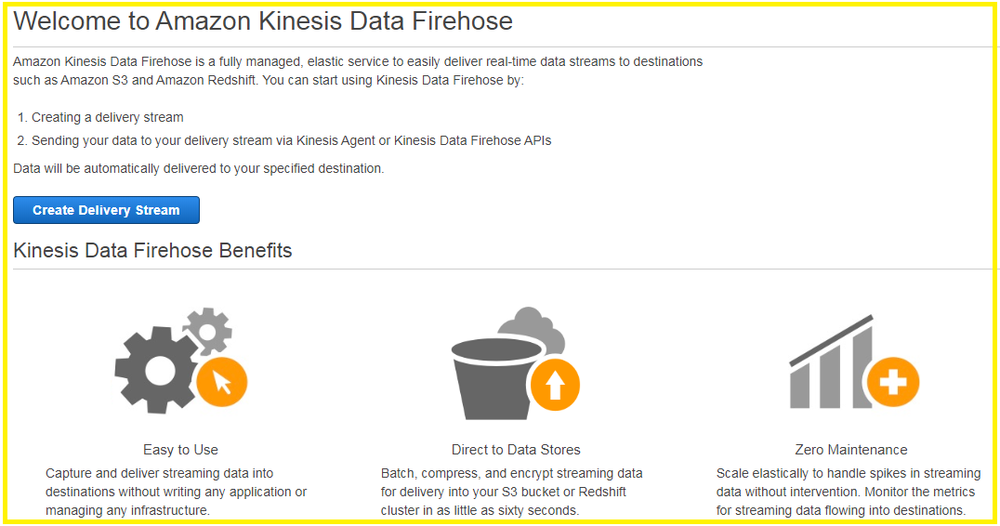 Welcome to Amazon Kinesis Data Firehose
Amazon Kinesis Data Firehose is a fully managed, elastic service to easily deliver real-time data streams to destinations
such as Amazon S3 and Amazon Redshift. You can start using Kinesis Data Firehose by:
1. Creating a delivery stream
2. Sending your data to your delivery stream via Kinesis Agent or Kinesis Data Firehose APIs
Data will be automatically delivered to your specified destination.
Create Delivery Stream
Kinesis Data Firehose Benefits
Easy to Use
Capture and deliver streaming data into
destinations without writing any application or
managing any infrastructure.
Direct to Data Stores
Batch, compress, and encrypt streaming data
for delivery into your S3 bucket or Redshift
cluster in as little as sixty seconds.
Zero Maintenance
Scale elastically to handle spikes in streaming
data without intervention. Monitor the metrics
for streaming data flowing into destinations.